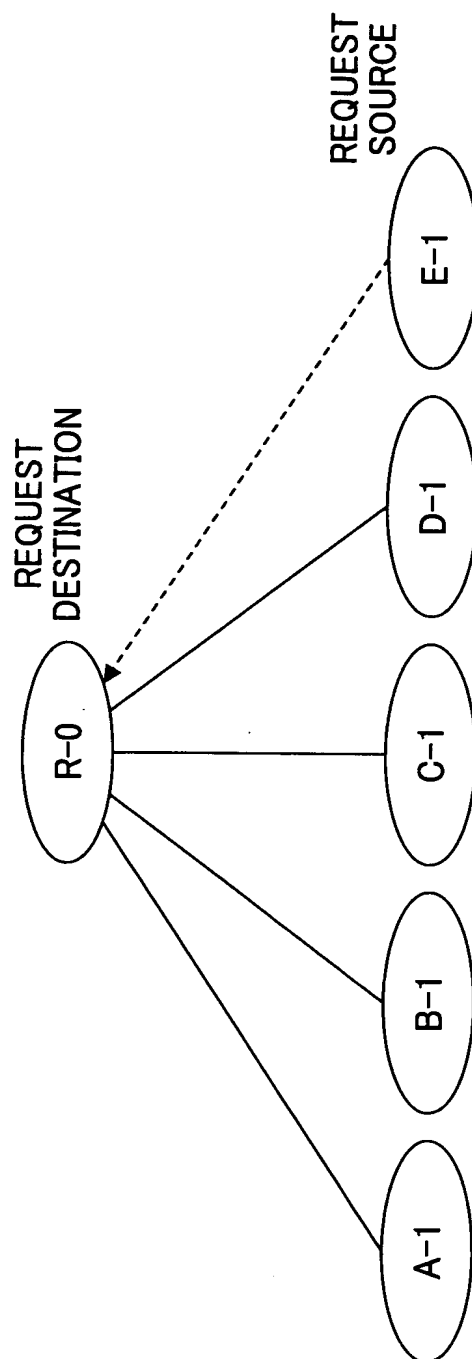 REQUEST
DESTINATION
R-0
REQUEST
SOURCE
A-1
B-1
C-1
D-1
E-1